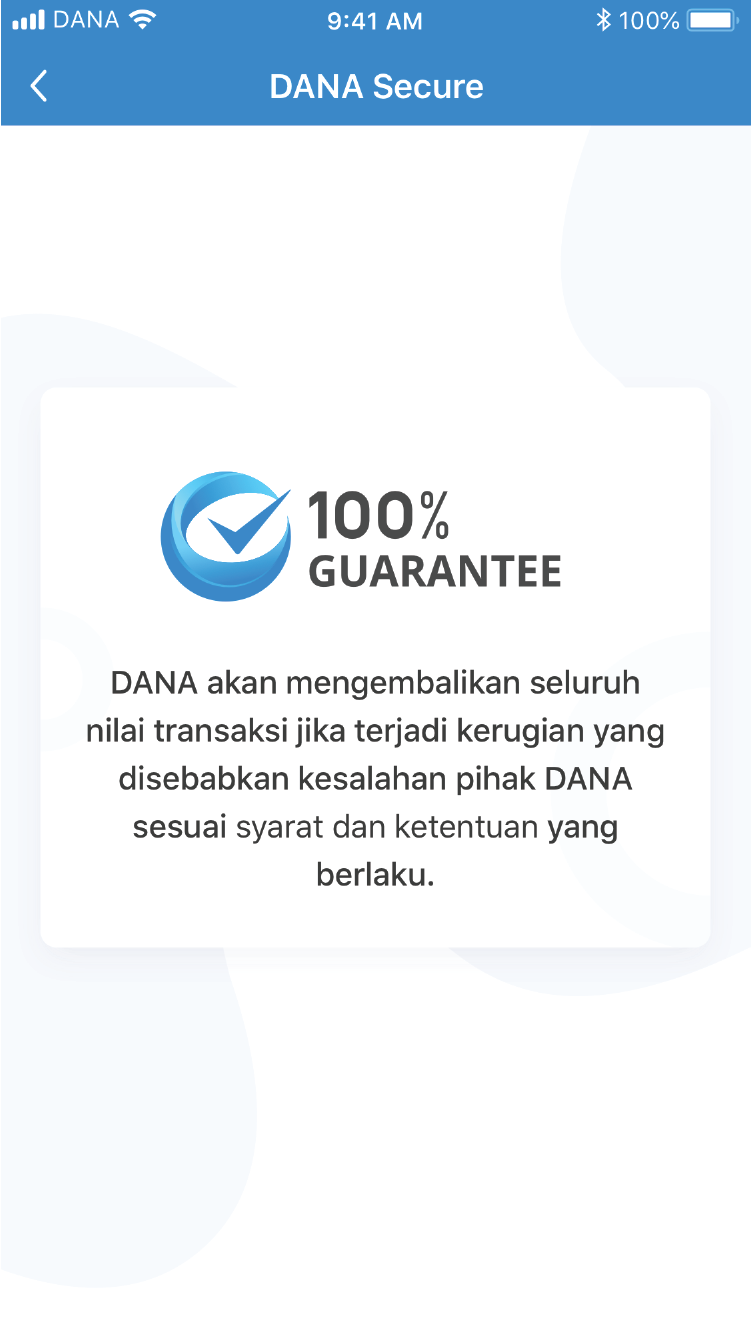 DANA 9:41 AM 100%
DANA Secure
100%
GUARANTEE
DANA akan mengembalikan seluruh
nilai transaksi jika terjadi kerugian yang
disebabkan kesalahan pihak DANA
sesuai syarat dan ketentuan yang
berlaku.